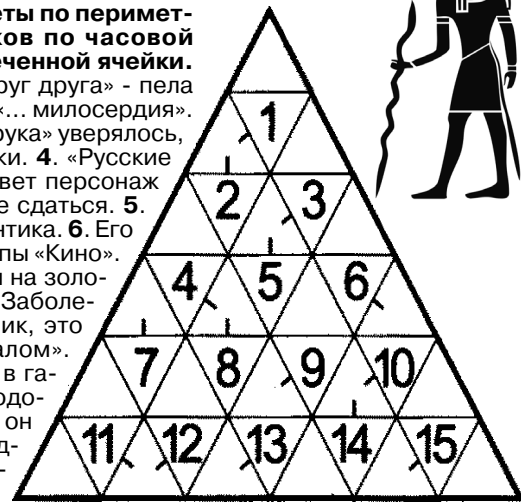 еты поперимет-
ков по часовой
еченной ячейки.
руг друга» - пела
«... милосердия».
рука» уверялось,
ки. 4. «Русские
вет персонаж
е сдаться. 5.
нтика. 6. Его
пы «Кино».
и на золо-
Заболе-
ик, это
алом».
в га-
одо-
он
д-
-
1
2 3
4 5 6
7 8 9 10
11 12 13 14 15